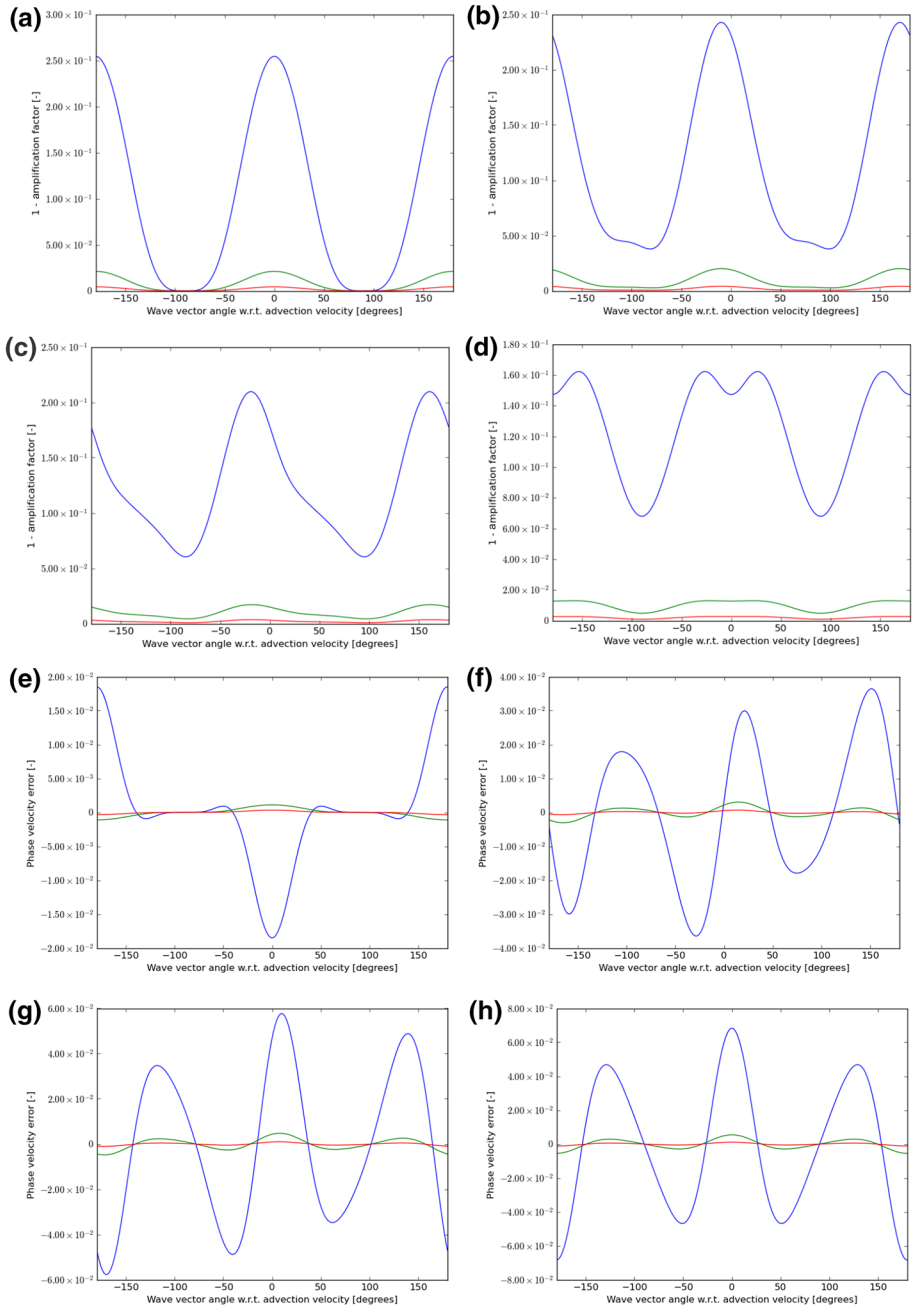 (a)
3.00 × 10⁻¹
2.50 × 10⁻¹
2.00 × 10⁻¹
1.50 × 10⁻¹
1.00 × 10⁻¹
5.00 × 10⁻²
0
1 - amplification factor [-]
−150 −100 −50 0 50 100 150
Wave vector angle w.r.t. advection velocity [degrees]
(b)
2.50 × 10⁻¹
2.00 × 10⁻¹
1.50 × 10⁻¹
1.00 × 10⁻¹
5.00 × 10⁻²
0
1 - amplification factor [-]
−150 −100 −50 0 50 100 150
Wave vector angle w.r.t. advection velocity [degrees]
(c)
2.50 × 10⁻¹
2.00 × 10⁻¹
1.50 × 10⁻¹
1.00 × 10⁻¹
5.00 × 10⁻²
0
1 - amplification factor [-]
−150 −100 −50 0 50 100 150
Wave vector angle w.r.t. advection velocity [degrees]
(d)
1.80 × 10⁻¹
1.60 × 10⁻¹
1.40 × 10⁻¹
1.20 × 10⁻¹
1.00 × 10⁻¹
8.00 × 10⁻²
6.00 × 10⁻²
4.00 × 10⁻²
2.00 × 10⁻²
0
1 - amplification factor [-]
−150 −100 −50 0 50 100 150
Wave vector angle w.r.t. advection velocity [degrees]
(e)
2.00 × 10⁻²
1.50 × 10⁻²
1.00 × 10⁻²
5.00 × 10⁻³
0
−5.00 × 10⁻³
−1.00 × 10⁻²
−1.50 × 10⁻²
−2.00 × 10⁻²
Phase velocity error [-]
−150 −100 −50 0 50 100 150
Wave vector angle w.r.t. advection velocity [degrees]
(f)
4.00 × 10⁻²
3.00 × 10⁻²
2.00 × 10⁻²
1.00 × 10⁻²
0
−1.00 × 10⁻²
−2.00 × 10⁻²
−3.00 × 10⁻²
−4.00 × 10⁻²
Phase velocity error [-]
−150 −100 −50 0 50 100 150
Wave vector angle w.r.t. advection velocity [degrees]
(g)
6.00 × 10⁻²
4.00 × 10⁻²
2.00 × 10⁻²
0
−2.00 × 10⁻²
−4.00 × 10⁻²
−6.00 × 10⁻²
Phase velocity error [-]
−150 −100 −50 0 50 100 150
Wave vector angle w.r.t. advection velocity [degrees]
(h)
8.00 × 10⁻²
6.00 × 10⁻²
4.00 × 10⁻²
2.00 × 10⁻²
0
−2.00 × 10⁻²
−4.00 × 10⁻²
−6.00 × 10⁻²
−8.00 × 10⁻²
Phase velocity error [-]
−150 −100 −50 0 50 100 150
Wave vector angle w.r.t. advection velocity [degrees]